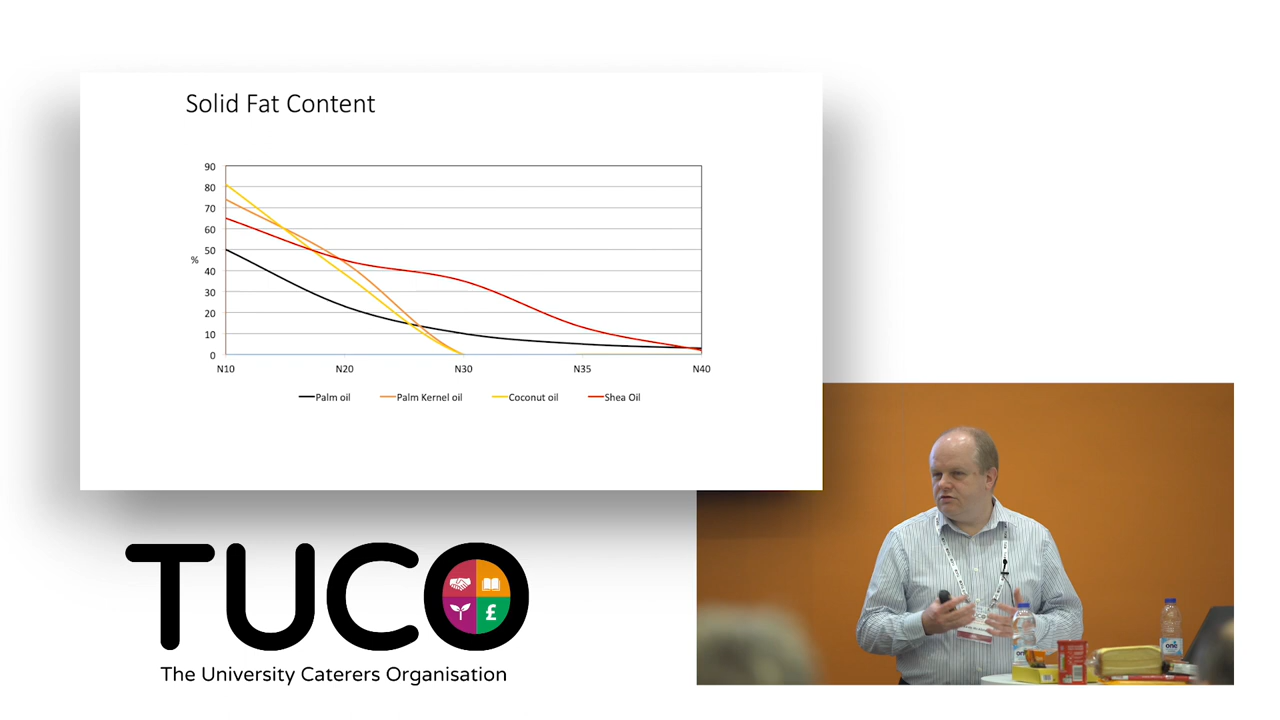 Solid Fat Content
90
80
70
60
50
%
40
30
20
10
0
N10 N20 N30 N35 N40
Palm oil Palm Kernel oil Coconut oil Shea Oil
TUCO
£
The University Caterers Organisation
one